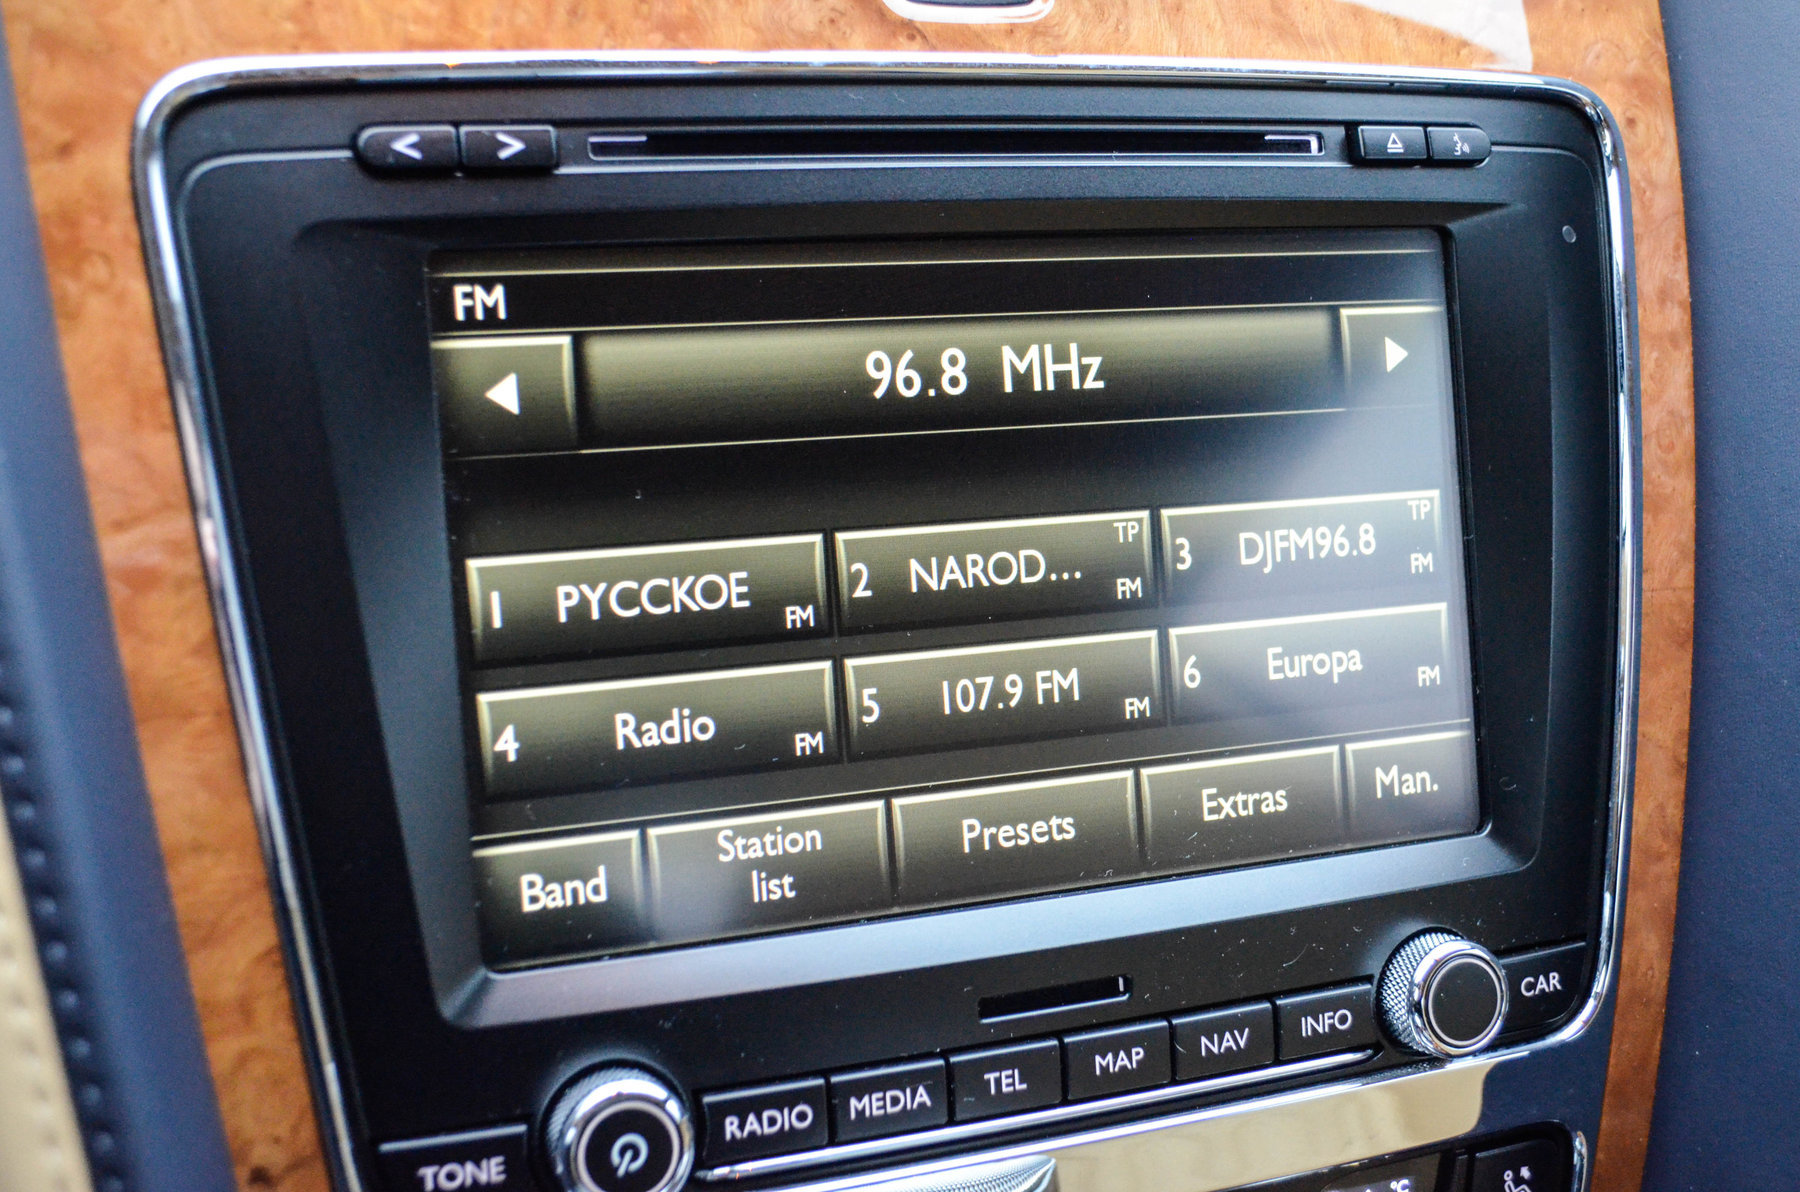 FM
96.8 MHz
1 РУССКОЕ FM
2 NAROD... TP FM
3 DJFM96.8 TP FM
4 Radio FM
5 107.9 FM FM
6 Europa FM
Band
Station
list
Presets
Extras
Man.
TONE
RADIO
MEDIA
TEL
MAP
NAV
INFO
CAR
°C